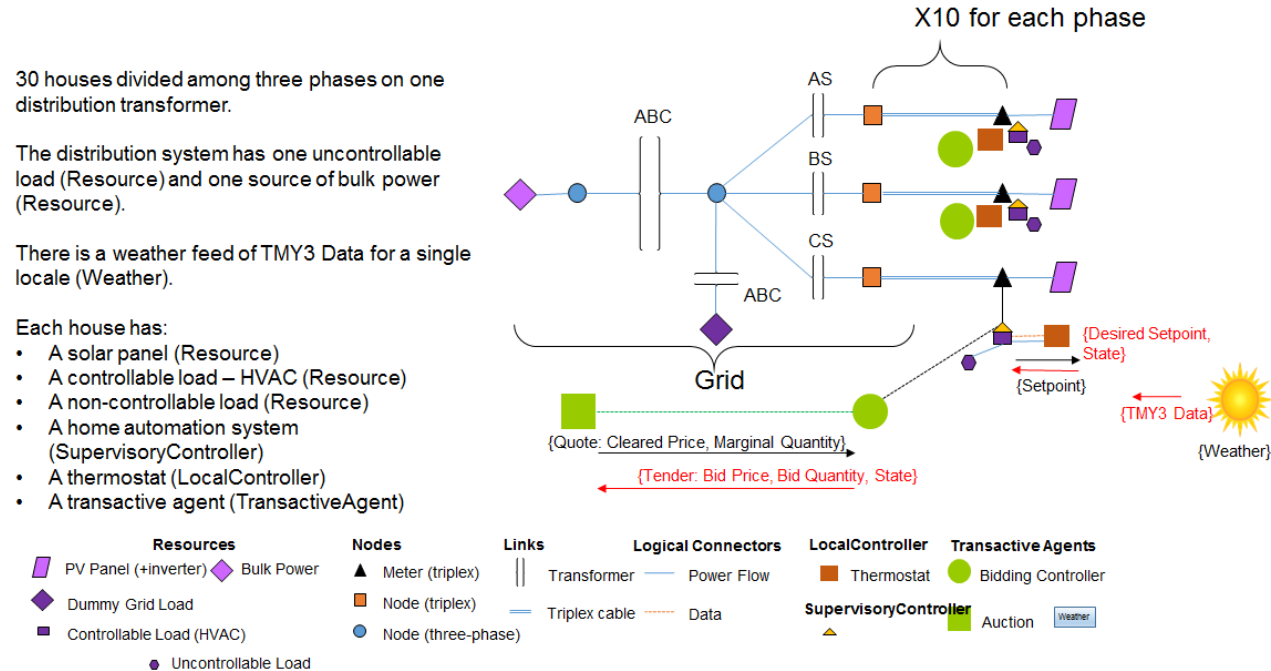 X10 for each phase
30 houses divided among three phases on one
distribution transformer.
The distribution system has one uncontrollable
load (Resource) and one source of bulk power
(Resource).
There is a weather feed of TMY3 Data for a single
locale (Weather).
Each house has:
• A solar panel (Resource)
• A controllable load – HVAC (Resource)
• A non-controllable load (Resource)
• A home automation system
(SupervisoryController)
• A thermostat (LocalController)
• A transactive agent (TransactiveAgent)
AS
ABC
BS
CS
ABC
Grid
{Desired Setpoint,
State}
{Setpoint}
{TMY3 Data}
{Weather}
{Quote: Cleared Price, Marginal Quantity}
{Tender: Bid Price, Bid Quantity, State}
Resources
PV Panel (+inverter)
Bulk Power
Dummy Grid Load
Controllable Load (HVAC)
Uncontrollable Load
Nodes
Meter (triplex)
Node (triplex)
Node (three-phase)
Links
Transformer
Triplex cable
Logical Connectors
Power Flow
Data
LocalController
Thermostat
SupervisoryController
Transactive Agents
Bidding Controller
Auction
Weather